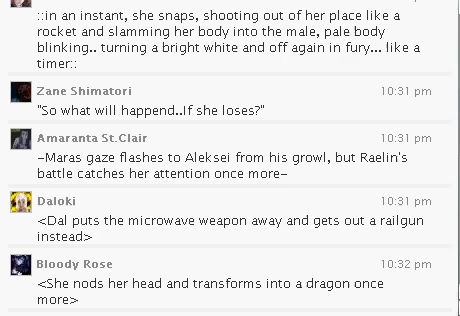 ::in an instant, she snaps, shooting out of her place like a
rocket and slamming her body into the male, pale body
blinking.. turning a bright white and off again in fury... like a
timer::
Zane Shimatori 10:31 pm
"So what will happend..If she loses?"
Amaranta St.Clair 10:31 pm
~Maras gaze flashes to Aleksei from his growl, but Raelin's
battle catches her attention once more~
Daloki 10:31 pm
<Dal puts the microwave weapon away and gets out a railgun
instead>
Bloody Rose 10:32 pm
<She nods her head and transforms into a dragon once
more>